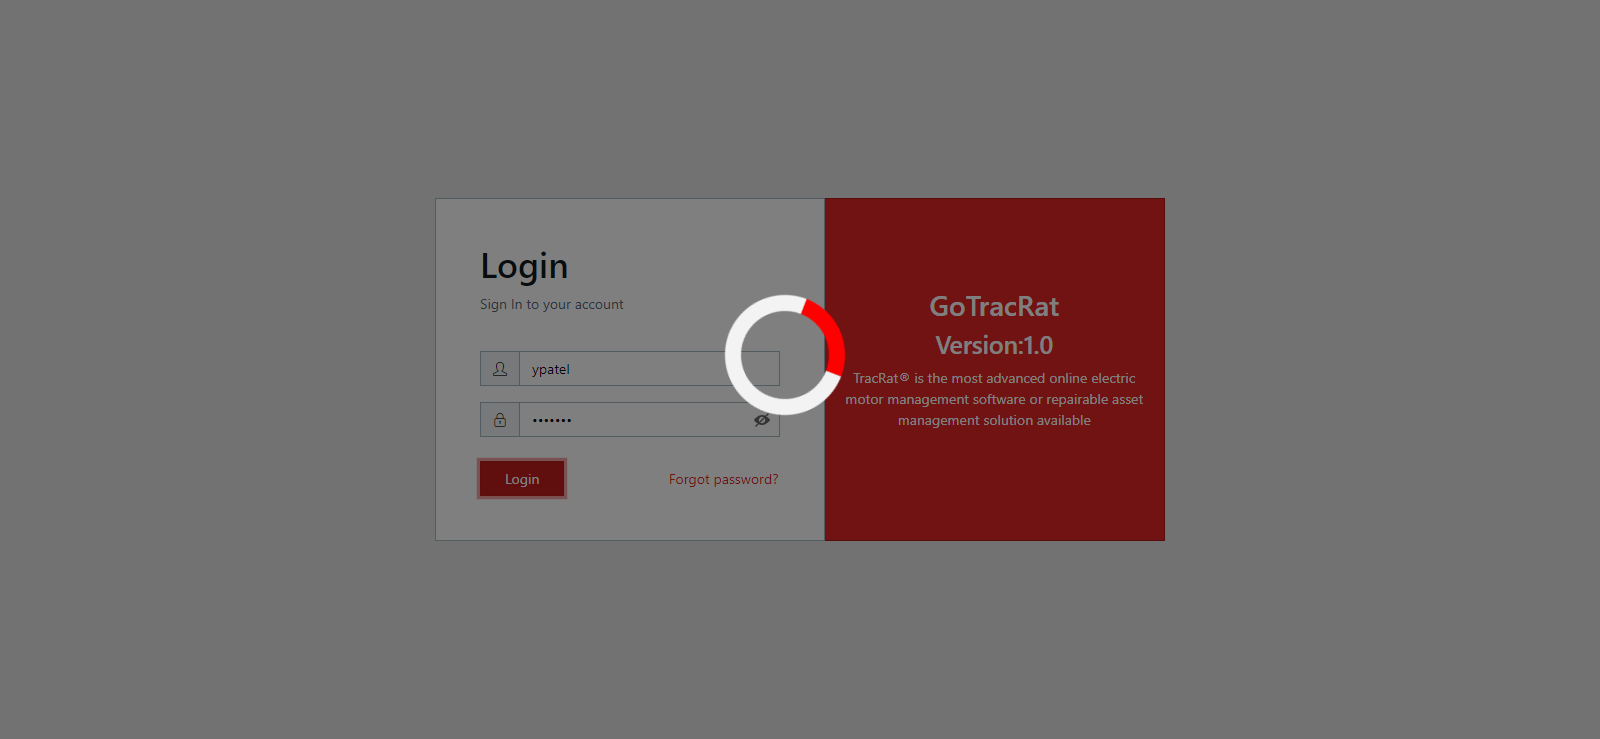 Login
Sign In to your account
ypatel
•••••••
Login
Forgot password?
GoTracRat
Version:1.0
TracRat® is the most advanced online electric
motor management software or repairable asset
management solution available